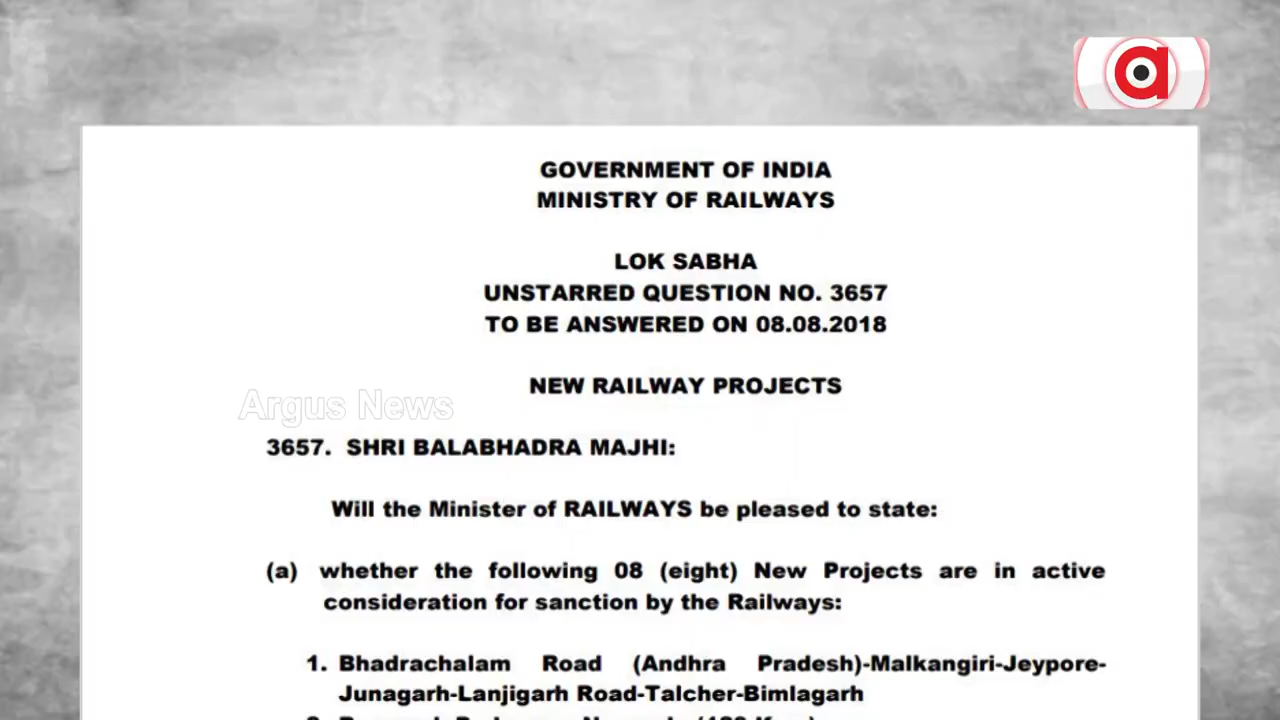 a
GOVERNMENT OF INDIA
MINISTRY OF RAILWAYS
LOK SABHA
UNSTARRED QUESTION NO. 3657
TO BE ANSWERED ON 08.08.2018
NEW RAILWAY PROJECTS
Argus News
3657. SHRI BALABHADRA MAJHI:
Will the Minister of RAILWAYS be pleased to state:
(a) whether the following 08 (eight) New Projects are in active
consideration for sanction by the Railways:
1. Bhadrachalam Road (Andhra Pradesh)-Malkangiri-Jeypore-
Junagarh-Lanjigarh Road-Talcher-Bimlagarh